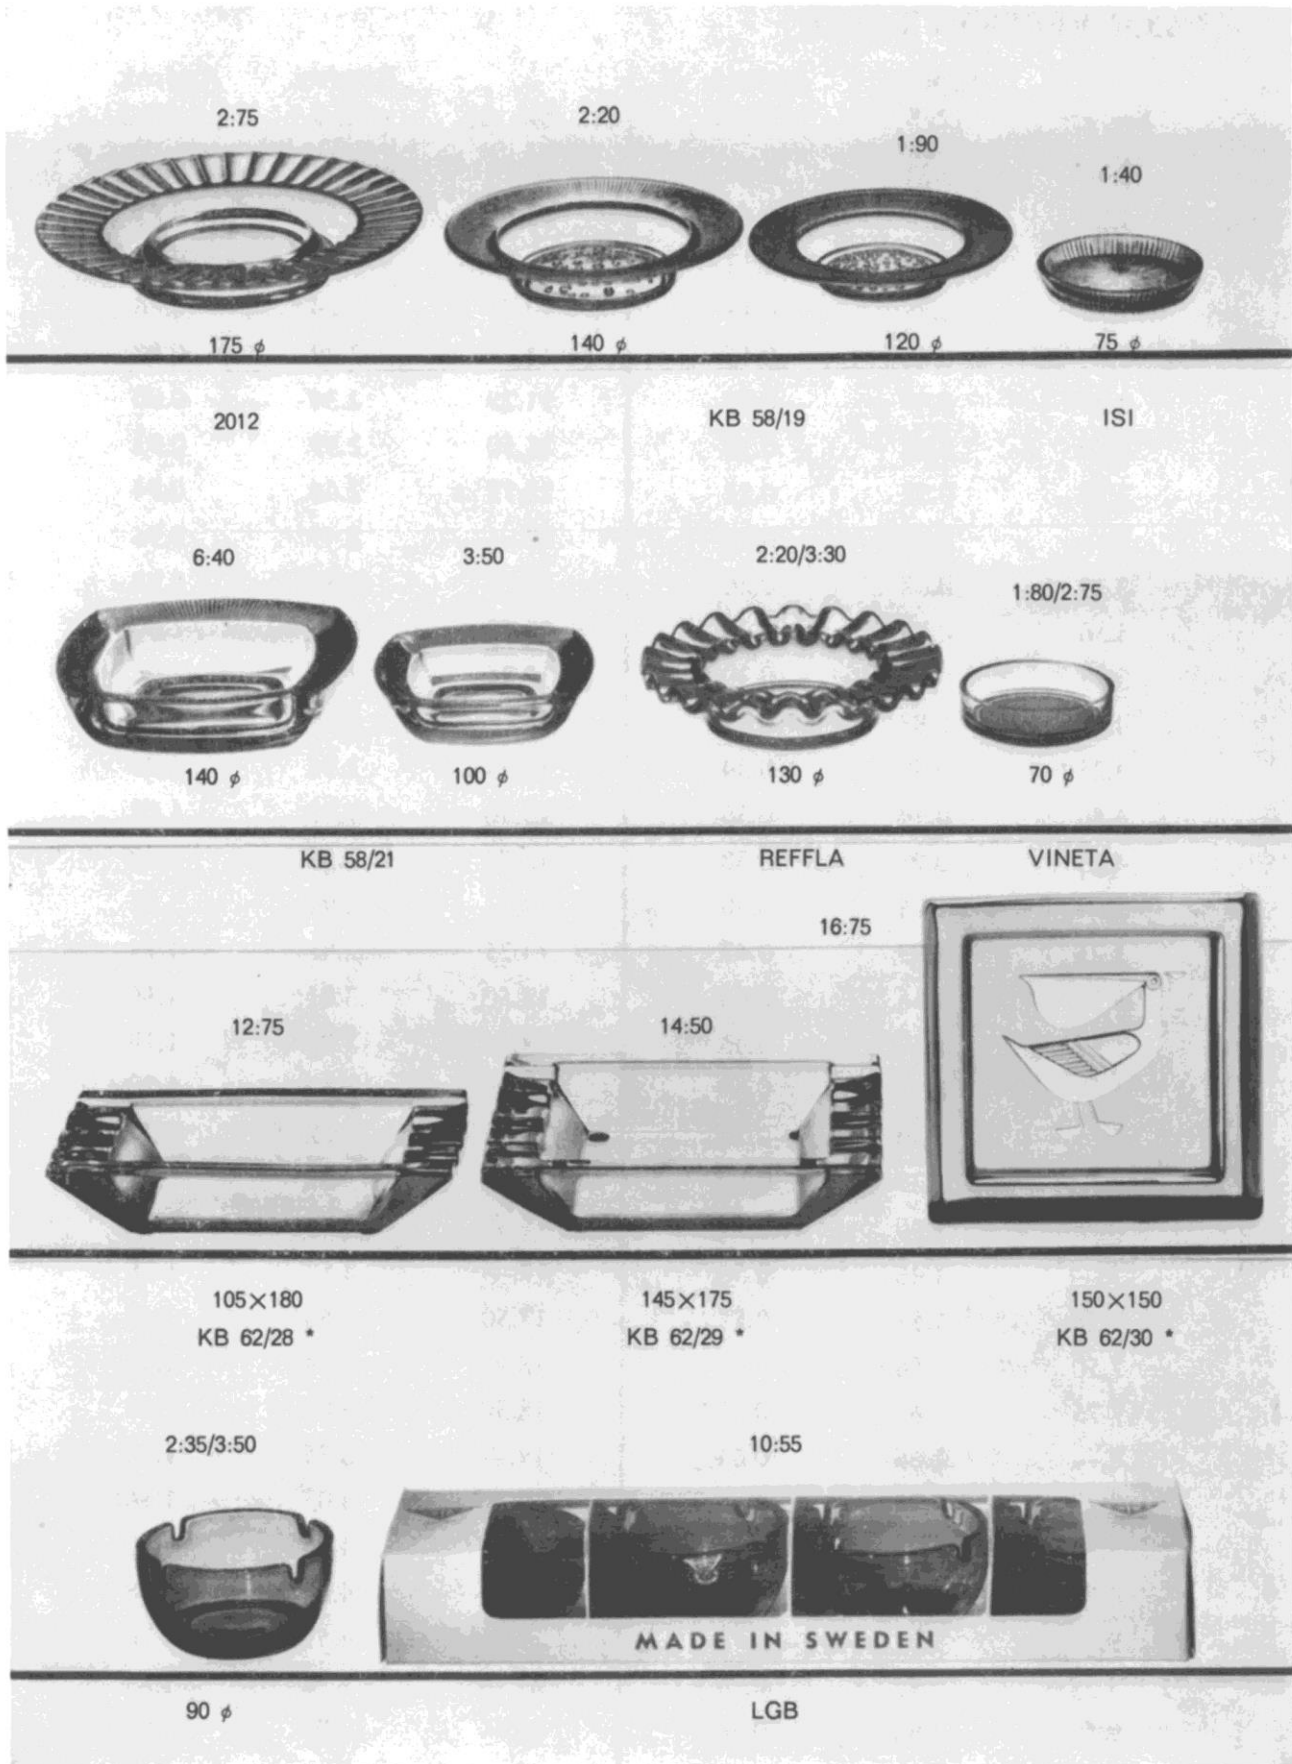 2:75 2:20 1:90 1:40
175 ø 140 ø 120 ø 75 ø
2012 KB 58/19 ISI
6:40 3:50 2:20/3:30 1:80/2:75
140 ø 100 ø 130 ø 70 ø
KB 58/21 REFFLA VINETA
16:75
12:75 14:50
105×180 145×175 150×150
KB 62/28 * KB 62/29 * KB 62/30 *
2:35/3:50 10:55
MADE IN SWEDEN
90 ø LGB